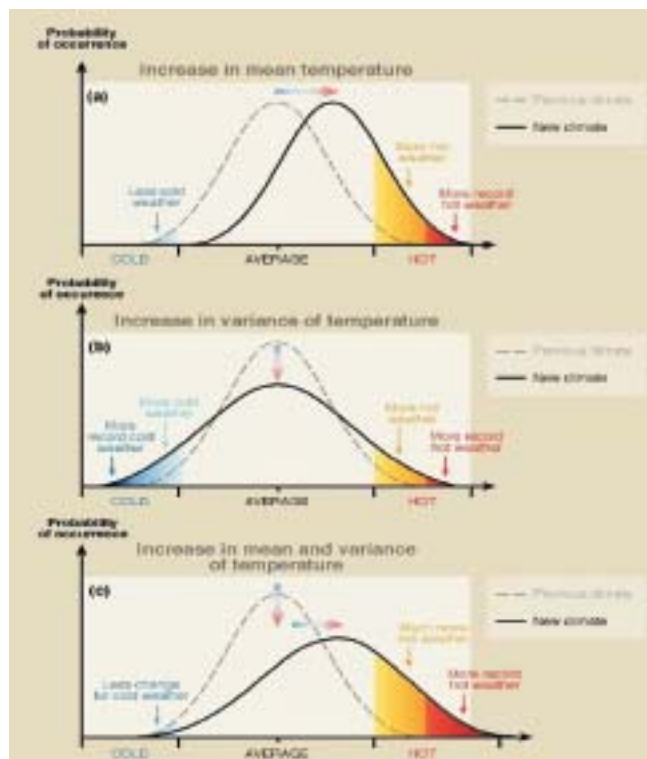 Probability
of occurrence
Increase in mean temperature
(a)
Previous climate
New climate
More hot
weather
Less cold
weather
More record
hot weather
COLD
AVERAGE
HOT
Probability
of occurrence
Increase in variance of temperature
(b)
Previous climate
New climate
More cold
weather
More
record cold
weather
More hot
weather
More record
hot weather
COLD
AVERAGE
HOT
Probability
of occurrence
Increase in mean and variance
of temperature
(c)
Previous climate
New climate
Much more
hot weather
Less change
for cold weather
More record
hot weather
COLD
AVERAGE
HOT